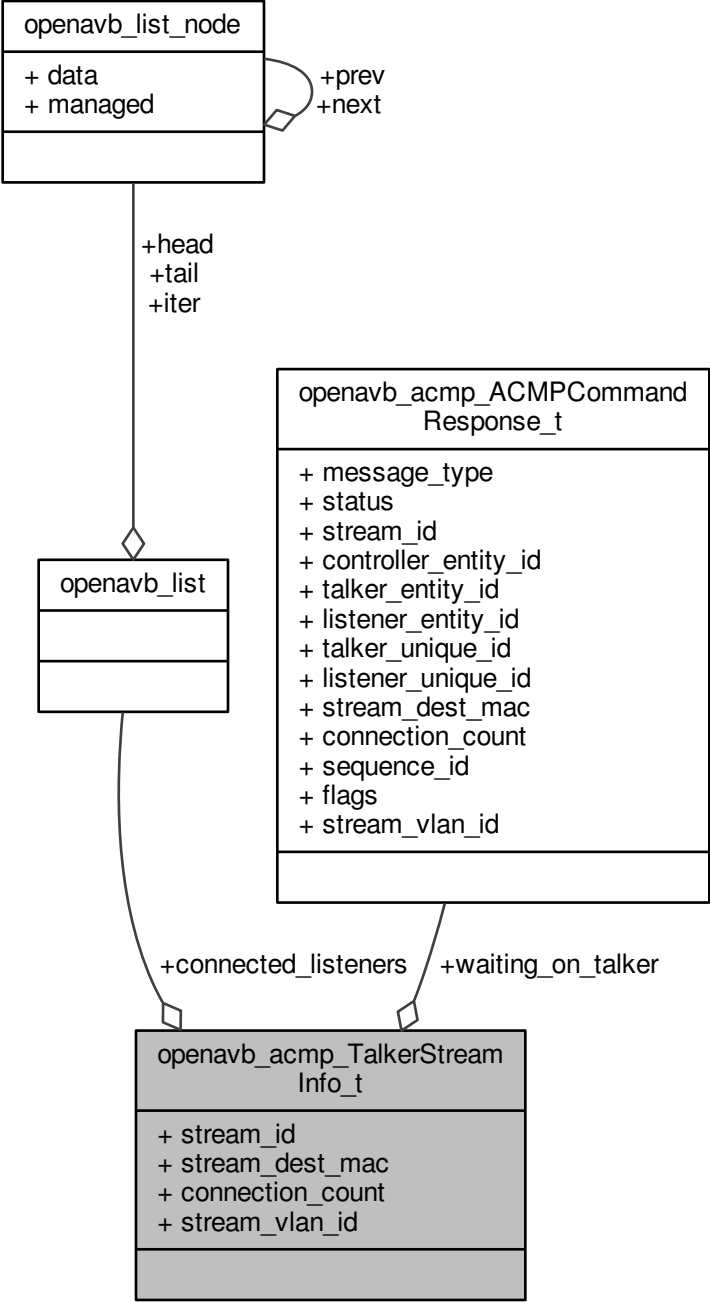 openavb_list_node
+ data
+ managed
+prev
+next
+head
+tail
+iter
openavb_acmp_ACMPCommand
Response_t
+ message_type
+ status
+ stream_id
+ controller_entity_id
+ talker_entity_id
+ listener_entity_id
+ talker_unique_id
+ listener_unique_id
+ stream_dest_mac
+ connection_count
+ sequence_id
+ flags
+ stream_vlan_id
openavb_list
+connected_listeners
+waiting_on_talker
openavb_acmp_TalkerStream
Info_t
+ stream_id
+ stream_dest_mac
+ connection_count
+ stream_vlan_id